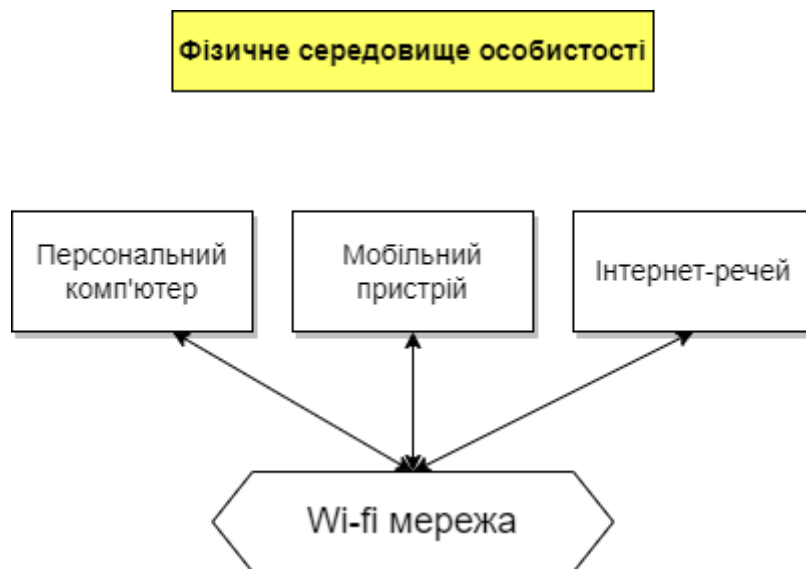 Фізичне середовище особистості
Персональний
комп'ютер
Мобільний
пристрій
Інтернет-речей
Wi-fi мережа